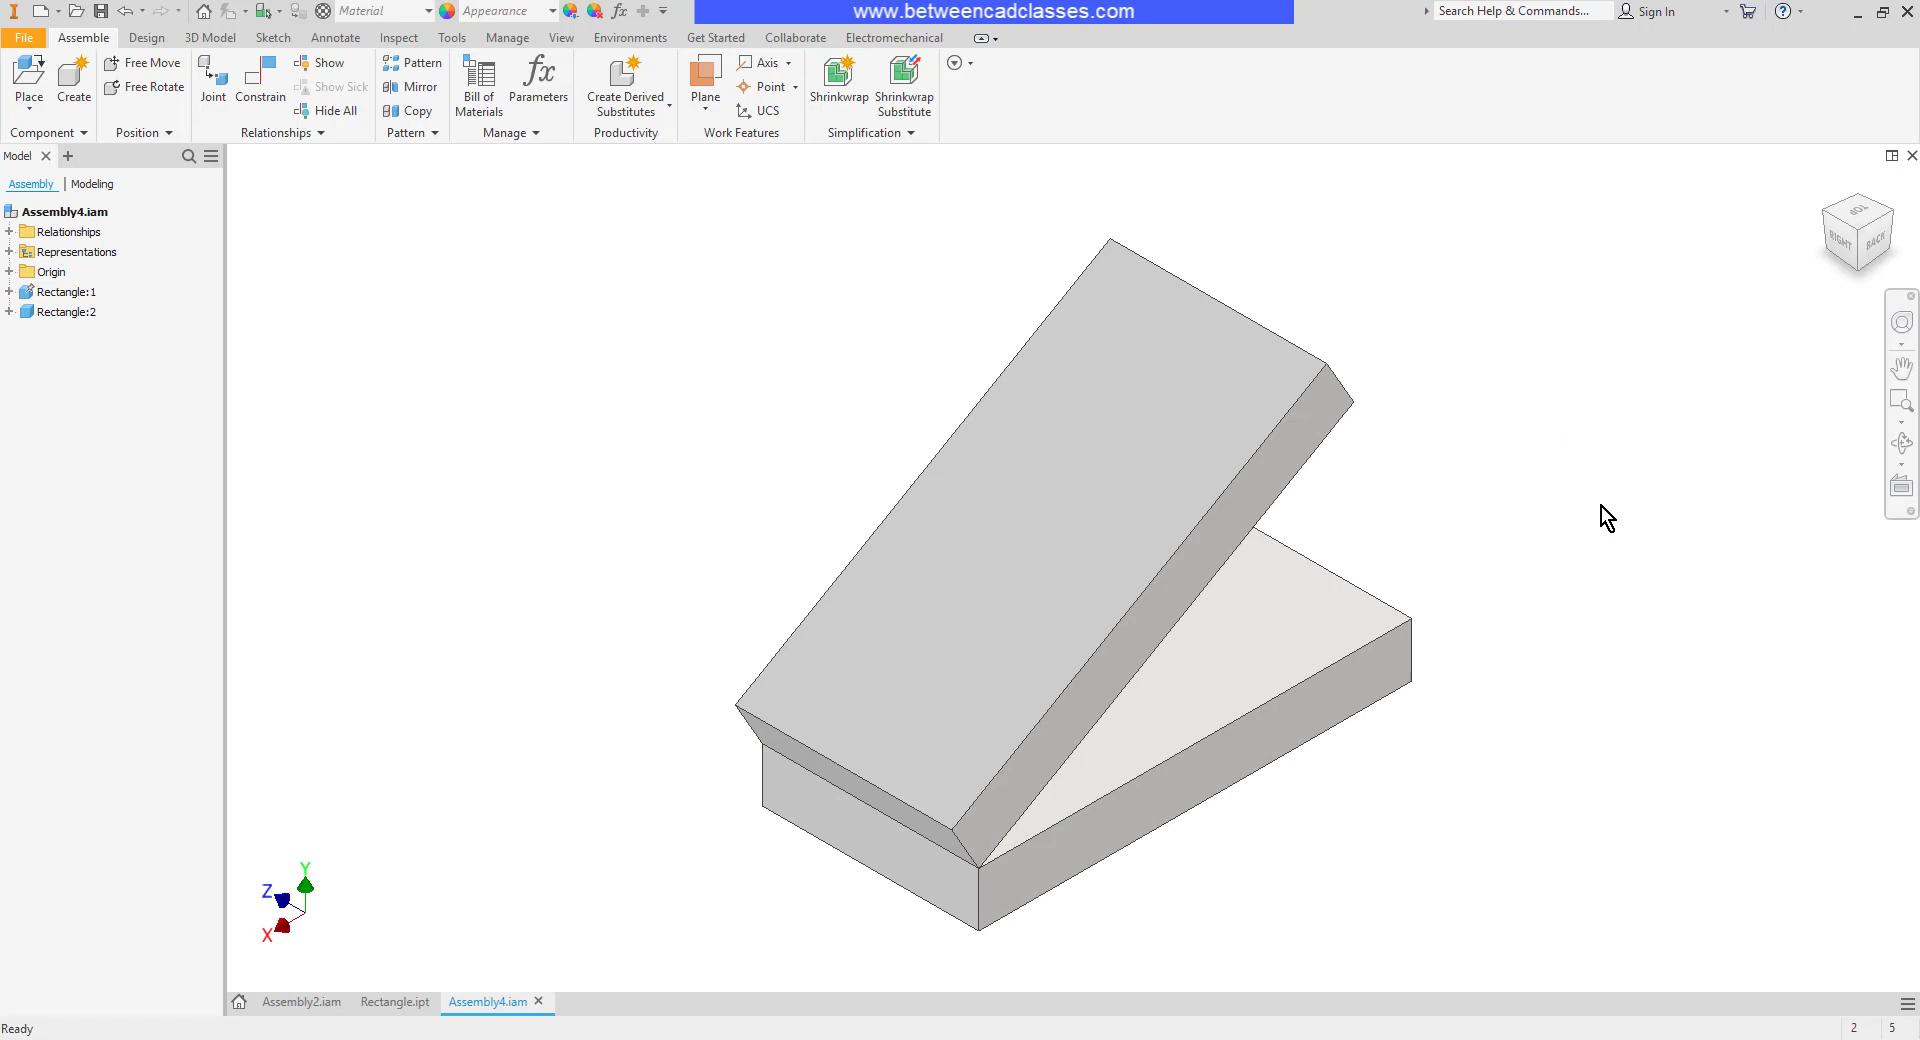 Material
Appearance
fx
www.betweencadclasses.com
Search Help & Commands...
Sign In
File
Assemble
Design
3D Model
Sketch
Annotate
Inspect
Tools
Manage
View
Environments
Get Started
Collaborate
Electromechanical
Place
Create
Free Move
Free Rotate
Joint
Constrain
Show
Show Sick
Hide All
Pattern
Mirror
Copy
Bill of
Materials
fx
Parameters
Create Derived
Substitutes
Plane
Axis
Point
UCS
Shrinkwrap
Shrinkwrap
Substitute
Component
Position
Relationships
Pattern
Manage
Productivity
Work Features
Simplification
Model
Assembly
Modeling
Assembly4.iam
Relationships
Representations
Origin
Rectangle:1
Rectangle:2
TOP
RIGHT
BACK
Y
Z
X
Assembly2.iam
Rectangle.ipt
Assembly4.iam
Ready
2
5